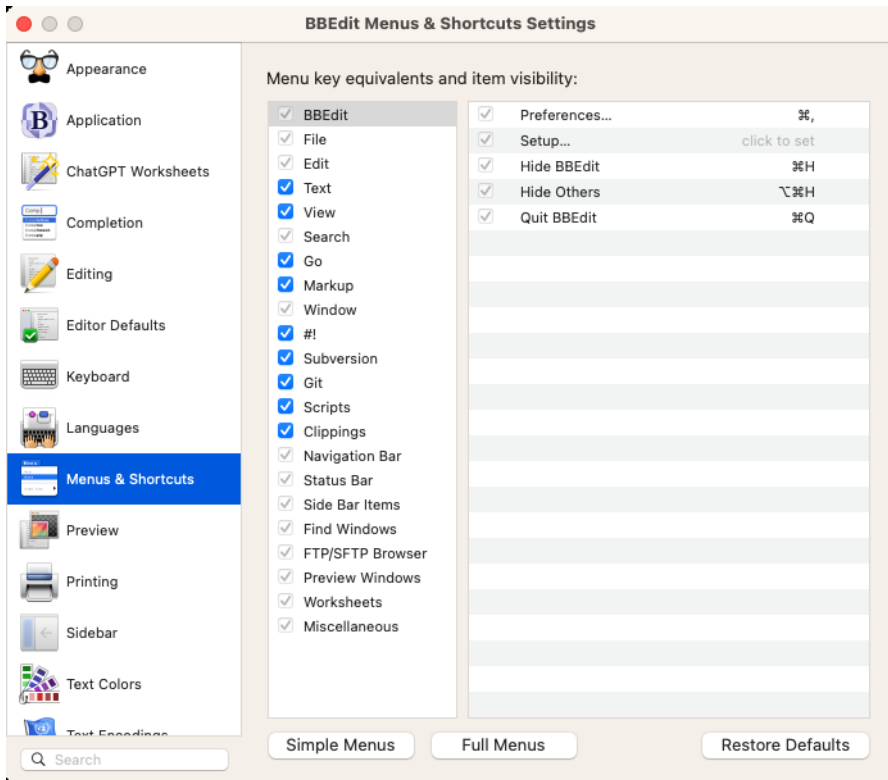 BBEdit Menus & Shortcuts Settings
Appearance
Application
ChatGPT Worksheets
Completion
Editing
Editor Defaults
Keyboard
Languages
Menus & Shortcuts
Preview
Printing
Sidebar
Text Colors
Text Encodings
Search
Menu key equivalents and item visibility:
BBEdit
File
Edit
Text
View
Search
Go
Markup
Window
#!
Subversion
Git
Scripts
Clippings
Navigation Bar
Status Bar
Side Bar Items
Find Windows
FTP/SFTP Browser
Preview Windows
Worksheets
Miscellaneous
Preferences... ⌘,
Setup... click to set
Hide BBEdit ⌘H
Hide Others ⌥⌘H
Quit BBEdit ⌘Q
Simple Menus
Full Menus
Restore Defaults